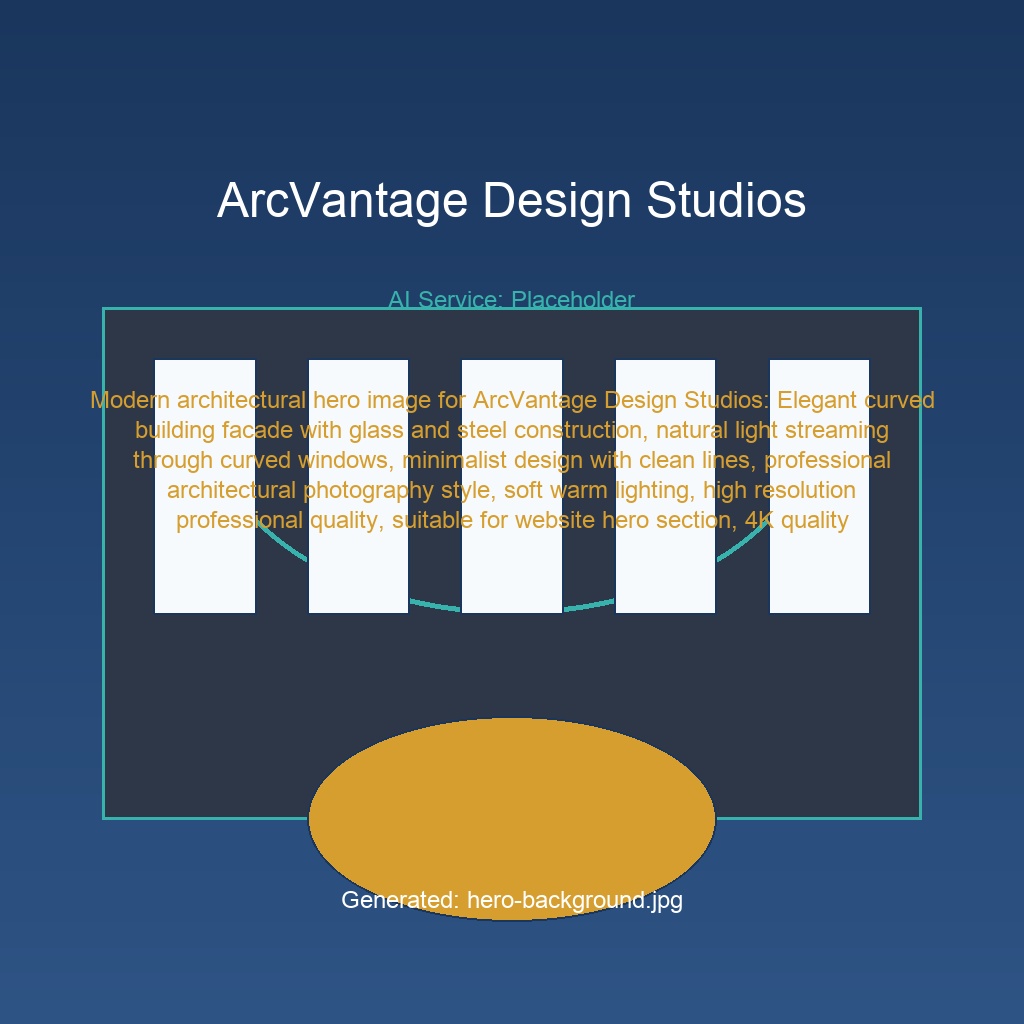 ArcVantage Design Studios
AI Service: Placeholder
Modern architectural hero image for ArcVantage Design Studios: Elegant curved
building facade with glass and steel construction, natural light streaming
through curved windows, minimalist design with clean lines, professional
architectural photography style, soft warm lighting, high resolution
professional quality, suitable for website hero section, 4K quality
Generated: hero-background.jpg